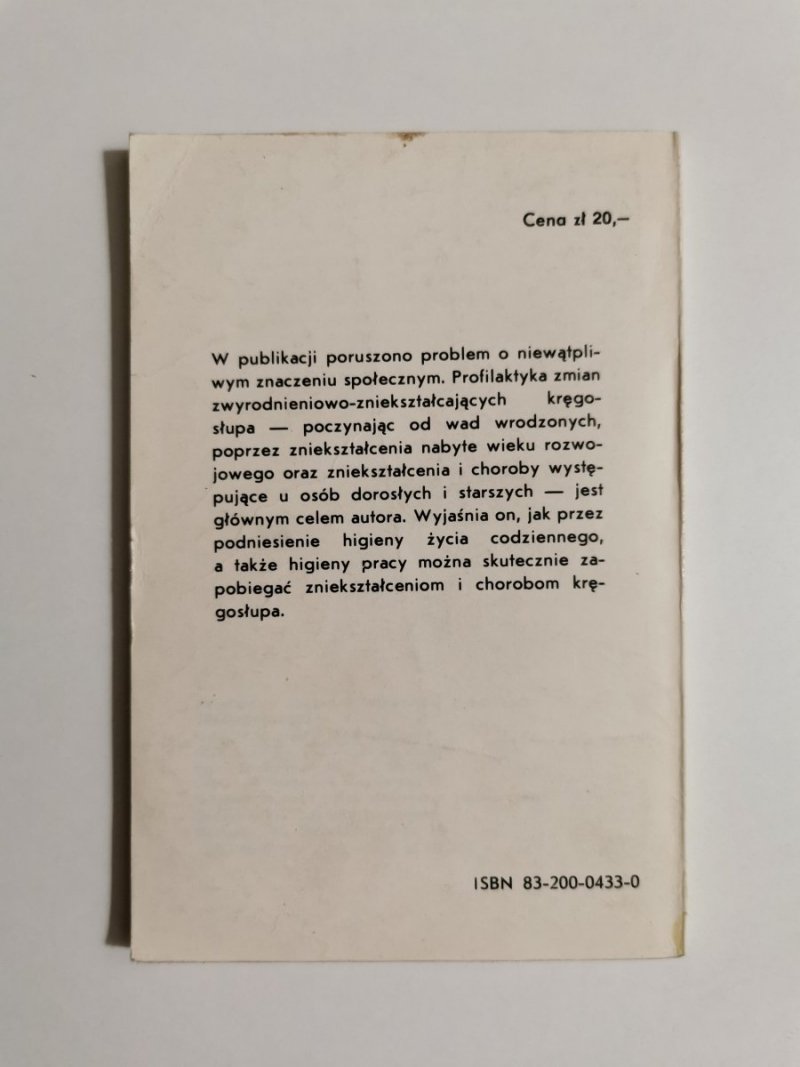 Cena zł 20,—
W publikacji poruszono problem o niewątpli-
wym znaczeniu społecznym. Profilaktyka zmian
zwyrodnieniowo-zniekształcających kręgo-
słupa — poczynając od wad wrodzonych,
poprzez zniekształcenia nabyte wieku rozwo-
jowego oraz zniekształcenia i choroby wystę-
pujące u osób dorosłych i starszych — jest
głównym celem autora. Wyjaśnia on, jak przez
podniesienie higieny życia codziennego,
a także higieny pracy można skutecznie za-
pobiegać zniekształceniom i chorobom krę-
gosłupa.
ISBN 83-200-0433-0